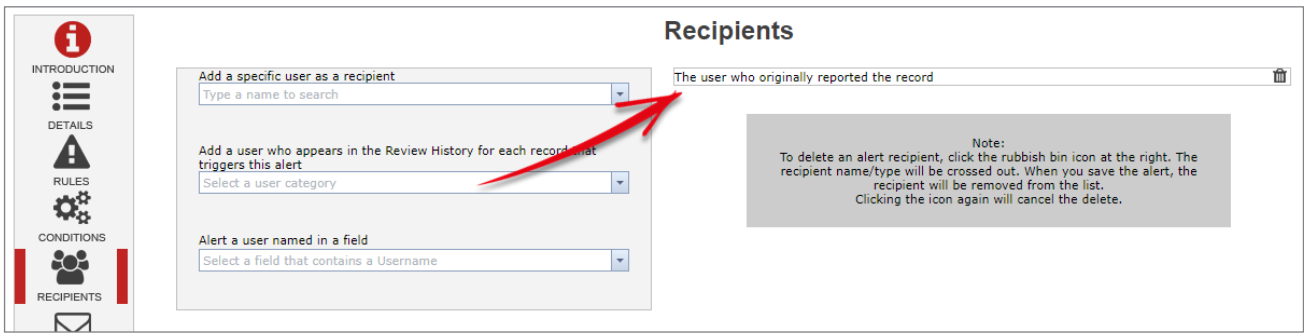 Recipients
INTRODUCTION
DETAILS
RULES
CONDITIONS
RECIPIENTS
Add a specific user as a recipient
Type a name to search
Add a user who appears in the Review History for each record that
triggers this alert
Select a user category
Alert a user named in a field
Select a field that contains a Username
The user who originally reported the record
Note:
To delete an alert recipient, click the rubbish bin icon at the right. The
recipient name/type will be crossed out. When you save the alert, the
recipient will be removed from the list.
Clicking the icon again will cancel the delete.